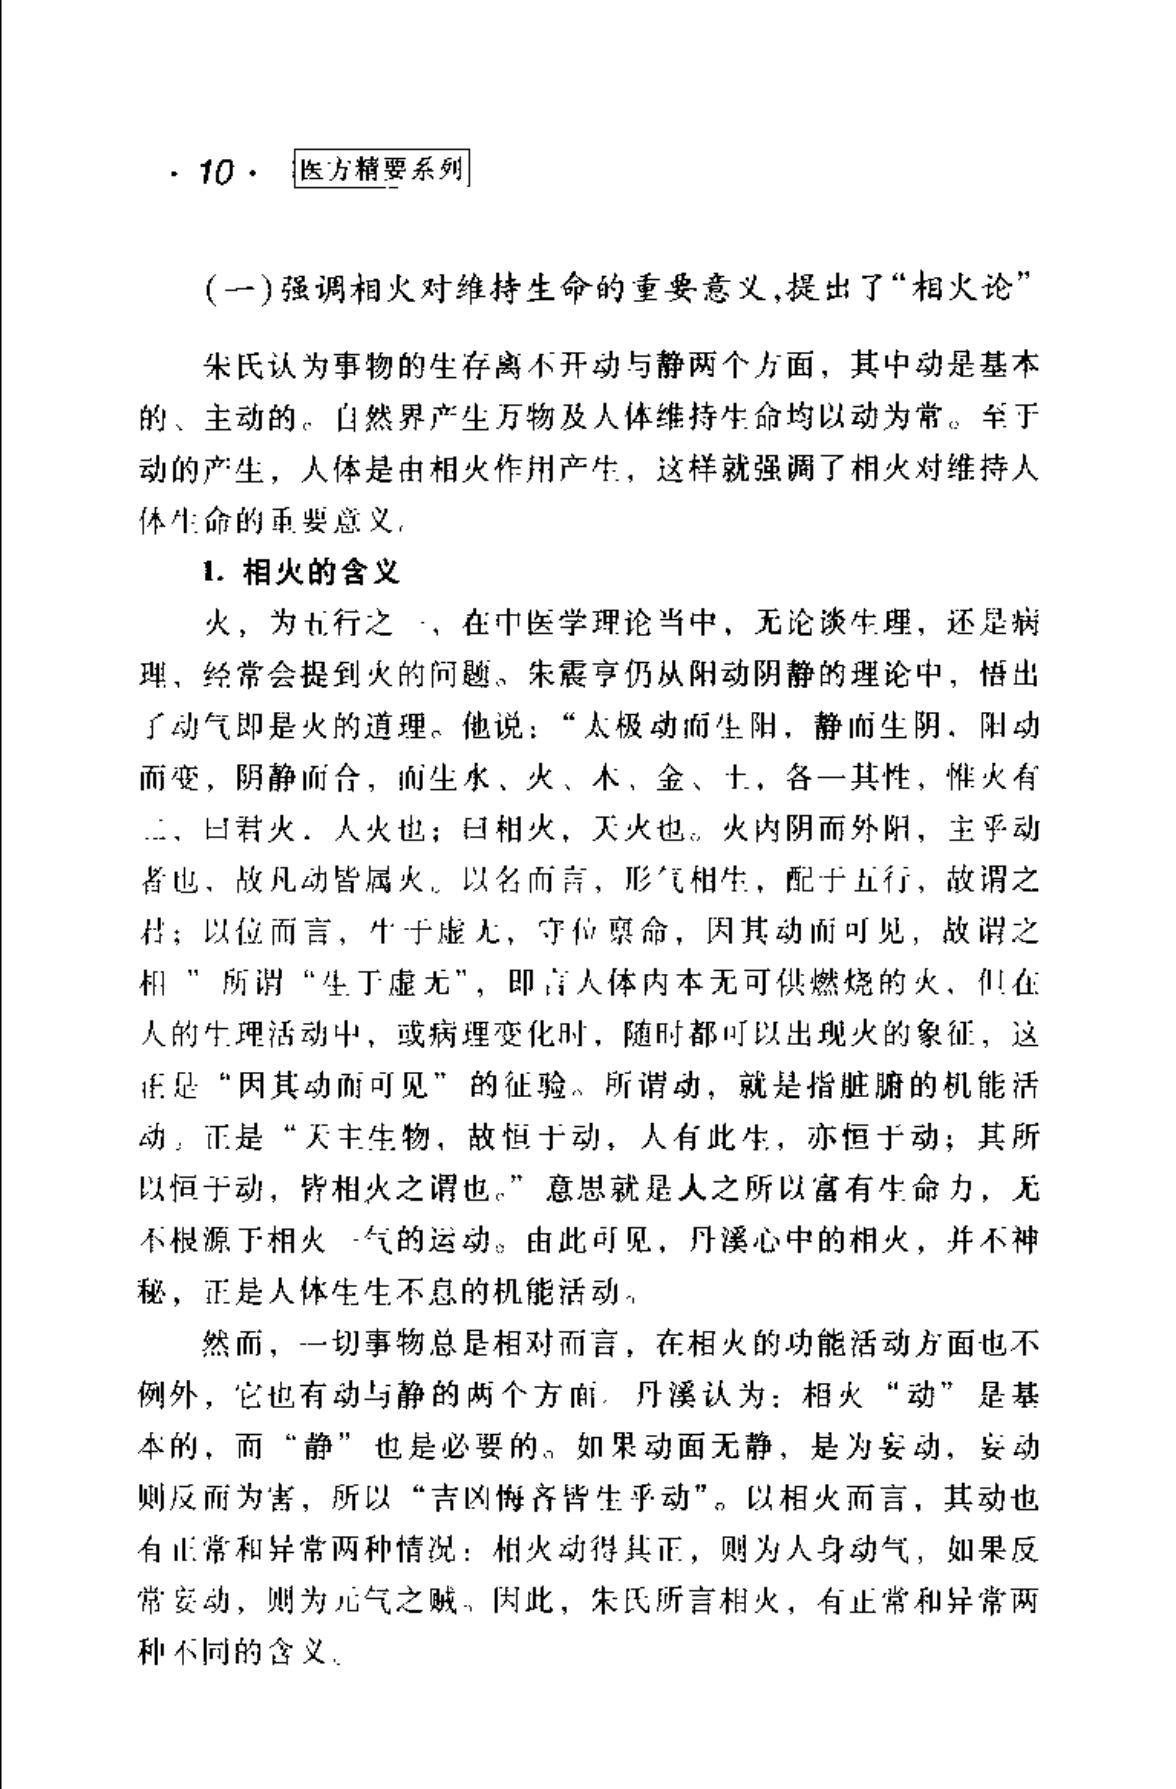 · 10 · 医方精要系列
(一)强调相火对维持生命的重要意义,提出了“相火论”
朱氏认为事物的生存离不开动与静两个方面，其中动是基本
的、主动的。自然界产生万物及人体维持生命均以动为常。至于
动的产生，人体是由相火作用产生，这样就强调了相火对维持人
体生命的重要意义。
1. 相火的含义
火，为五行之一，在中医学理论当中，无论谈生理，还是病
理，经常会提到火的问题。朱震亨仍从阳动阴静的理论中，悟出
了动气即是火的道理。他说：“太极动而生阳，静而生阴，阳动
而变，阴静而合，而生水、火、木、金、土，各一其性，惟火有
二，曰君火，人火也；曰相火，天火也。火内阴而外阳，主乎动
者也，故凡动皆属火。以名而言，形气相生，配于五行，故谓之
君；以位而言，生于虚无，守位禀命，因其动而可见，故谓之
相”所谓“生于虚无”，即言人体内本无可供燃烧的火，但在
人的生理活动中，或病理变化时，随时都可以出现火的象征，这
正是“因其动而可见”的征验。所谓动，就是指脏腑的机能活
动，正是“天主生物，故恒于动，人有此生，亦恒于动；其所
以恒于动，皆相火之谓也。”意思就是人之所以富有生命力，无
不根源于相火一气的运动。由此可见，丹溪心中的相火，并不神
秘，正是人体生生不息的机能活动。
然而，一切事物总是相对而言，在相火的功能活动方面也不
例外，它也有动与静的两个方面。丹溪认为：相火“动”是基
本的，而“静”也是必要的。如果动面无静，是为妄动，妄动
则反而为害，所以“吉凶悔吝皆生乎动”。以相火而言，其动也
有正常和异常两种情况：相火动得其正，则为人身动气，如果反
常妄动，则为元气之贼。因此，朱氏所言相火，有正常和异常两
种不同的含义。